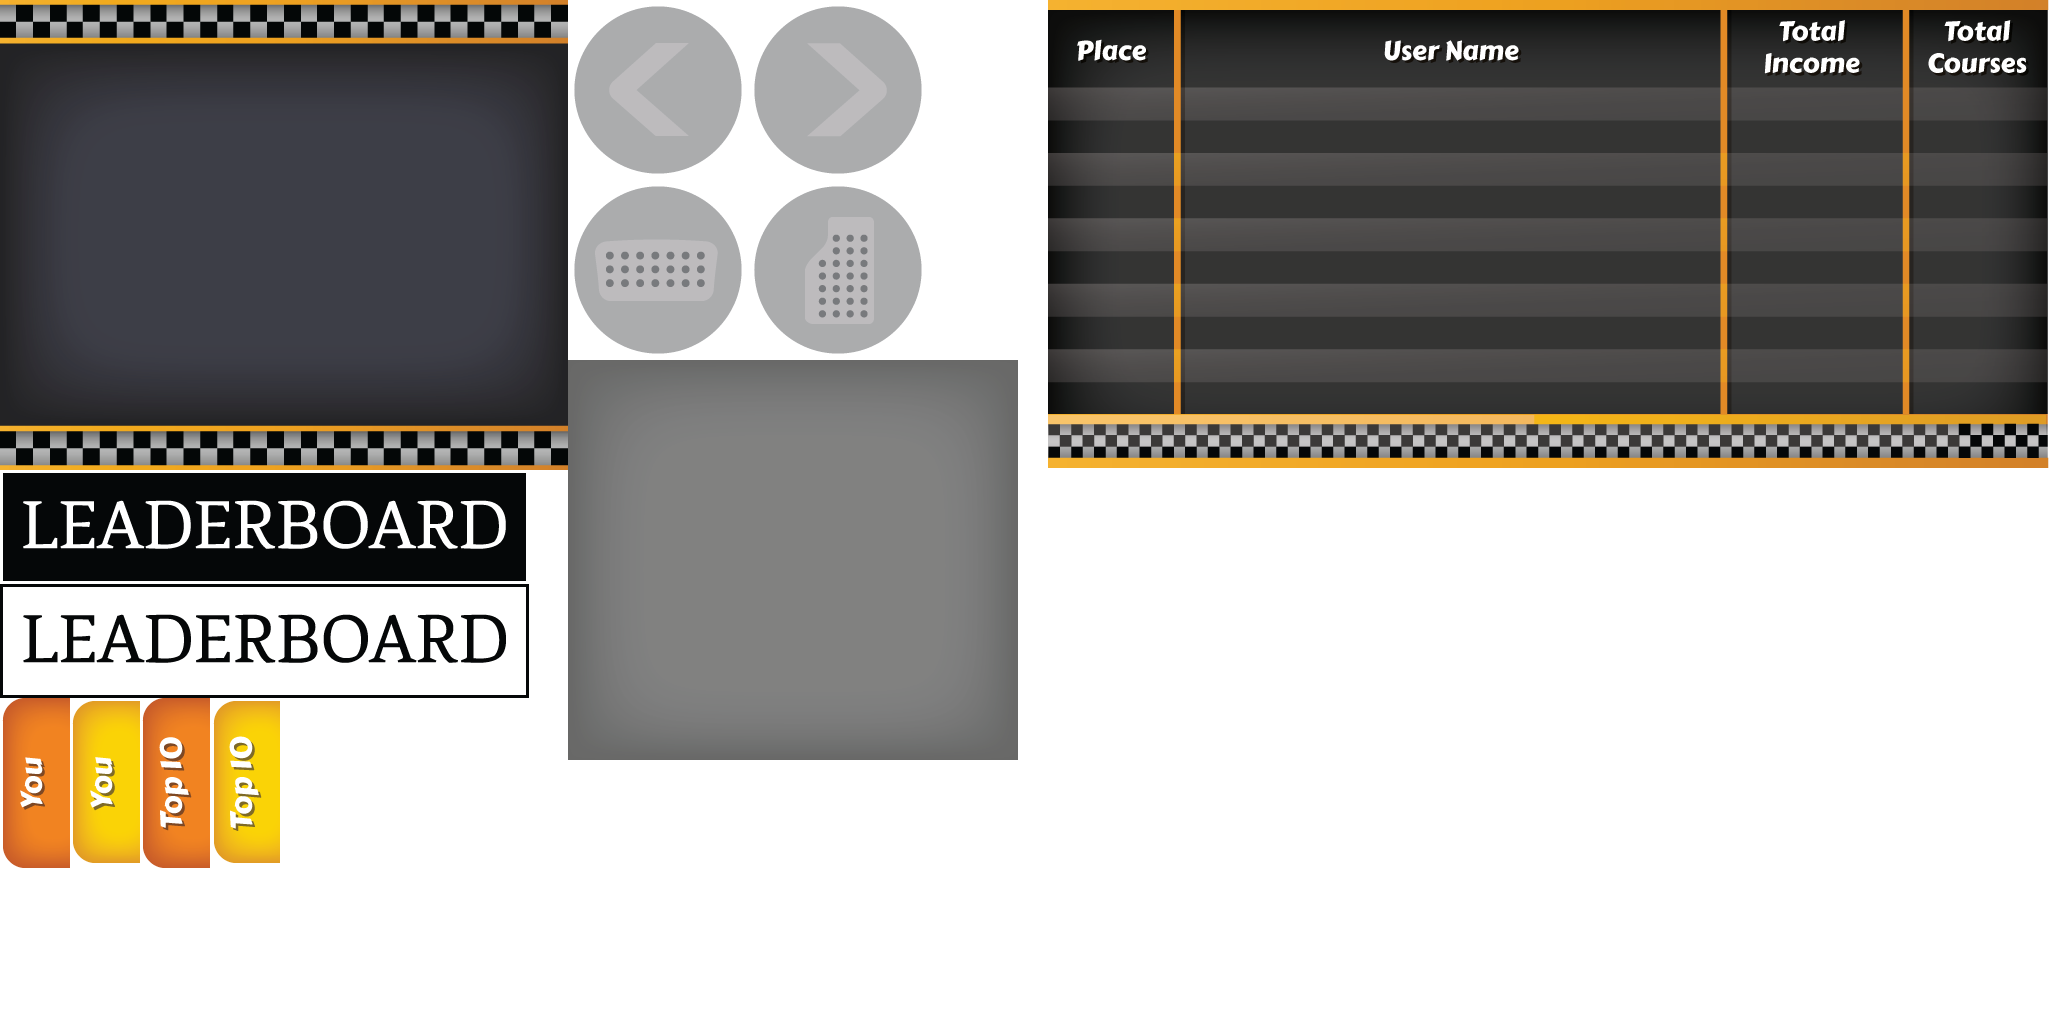 Place
User Name
Total
Income
Total
Courses
LEADERBOARD
LEADERBOARD
You
You
Top 10
Top 10